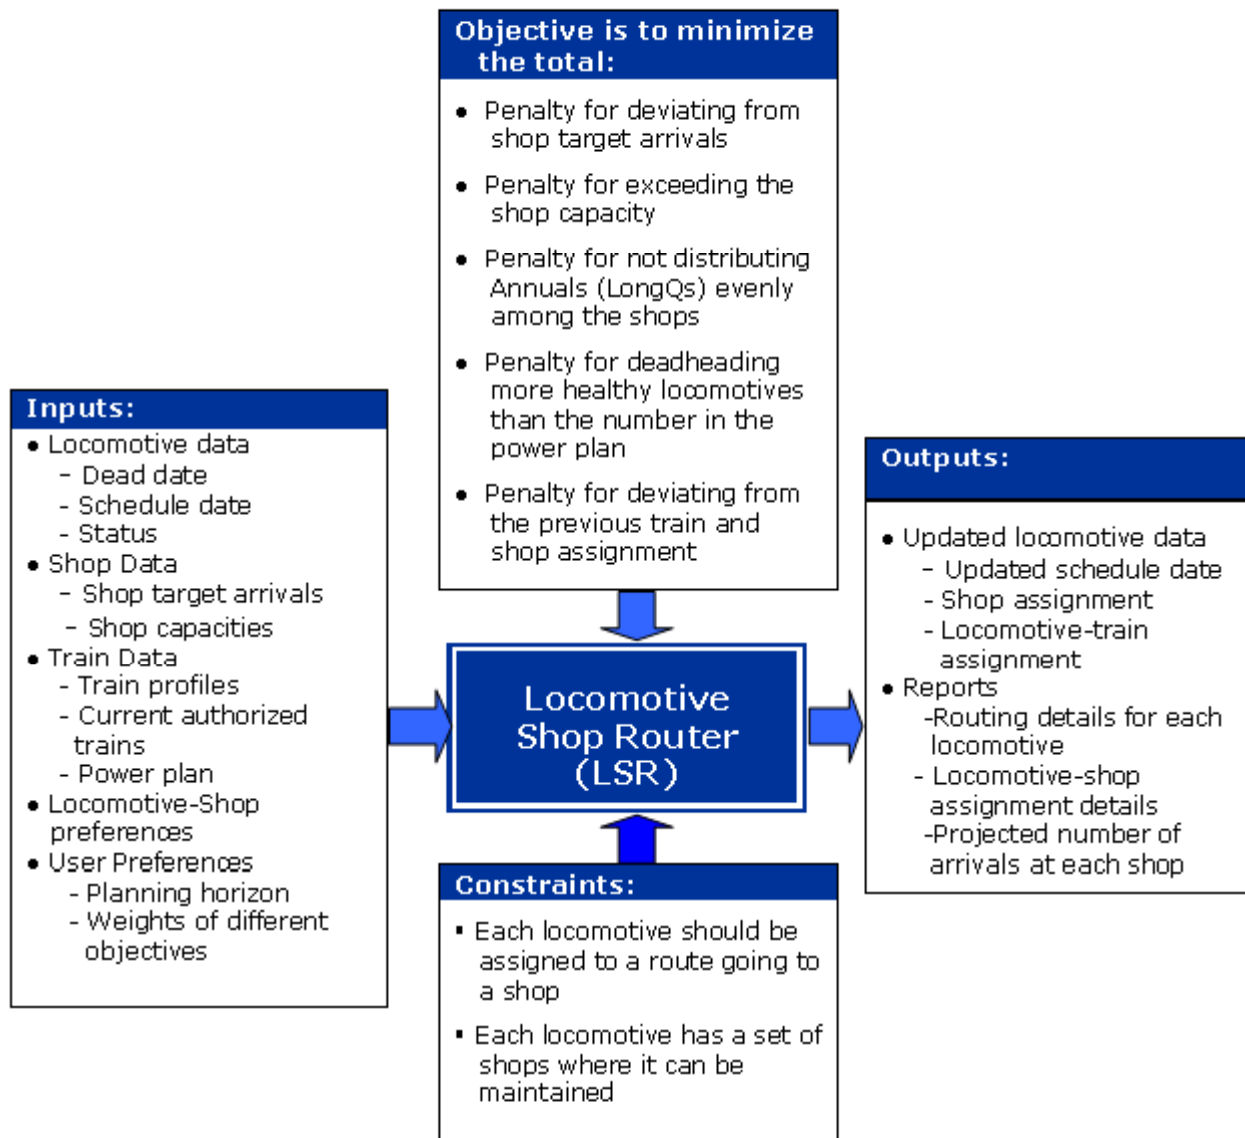 Objective is to minimize
the total:
● Penalty for deviating from
shop target arrivals
● Penalty for exceeding the
shop capacity
● Penalty for not distributing
Annuals (LongQs) evenly
among the shops
● Penalty for deadheading
more healthy locomotives
than the number in the
power plan
● Penalty for deviating from
the previous train and
shop assignment
Inputs:
● Locomotive data
- Dead date
- Schedule date
- Status
● Shop Data
- Shop target arrivals
- Shop capacities
● Train Data
- Train profiles
- Current authorized
trains
- Power plan
● Locomotive-Shop
preferences
● User Preferences
- Planning horizon
- Weights of different
objectives
Locomotive
Shop Router
(LSR)
Outputs:
● Updated locomotive data
- Updated schedule date
- Shop assignment
- Locomotive-train
assignment
● Reports
-Routing details for each
locomotive
- Locomotive-shop
assignment details
-Projected number of
arrivals at each shop
Constraints:
▪ Each locomotive should be
assigned to a route going to
a shop
▪ Each locomotive has a set of
shops where it can be
maintained